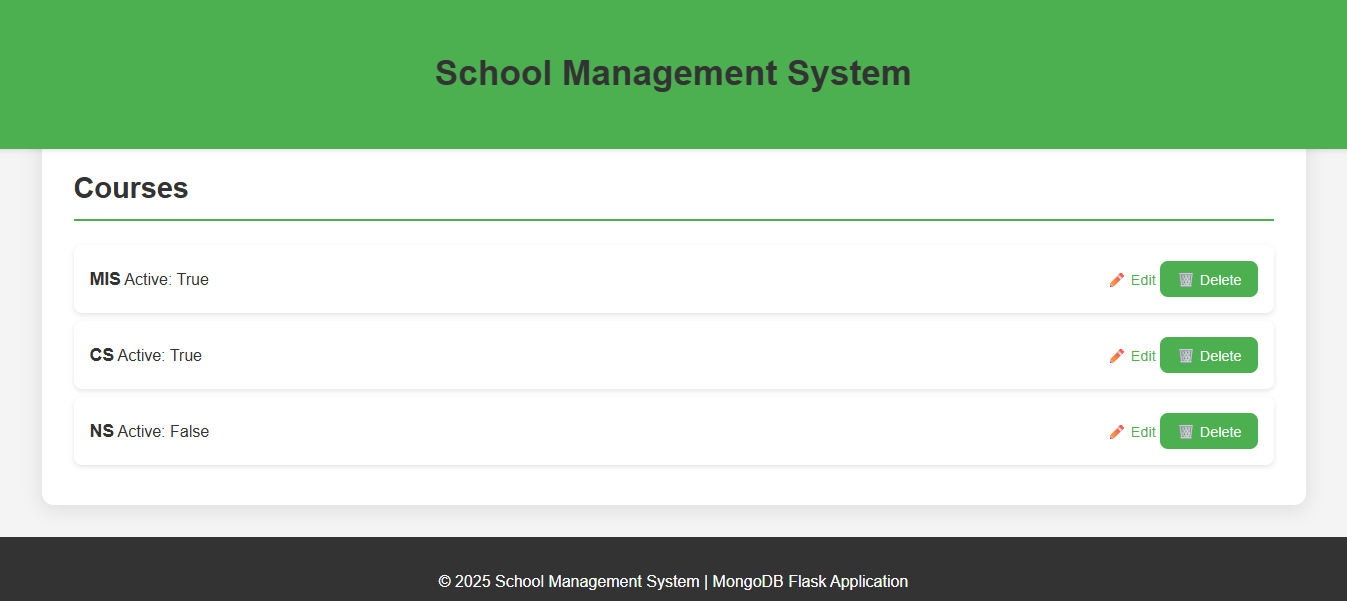 School Management System
Courses
MIS Active: True
Edit
Delete
CS Active: True
Edit
Delete
NS Active: False
Edit
Delete
© 2025 School Management System | MongoDB Flask Application